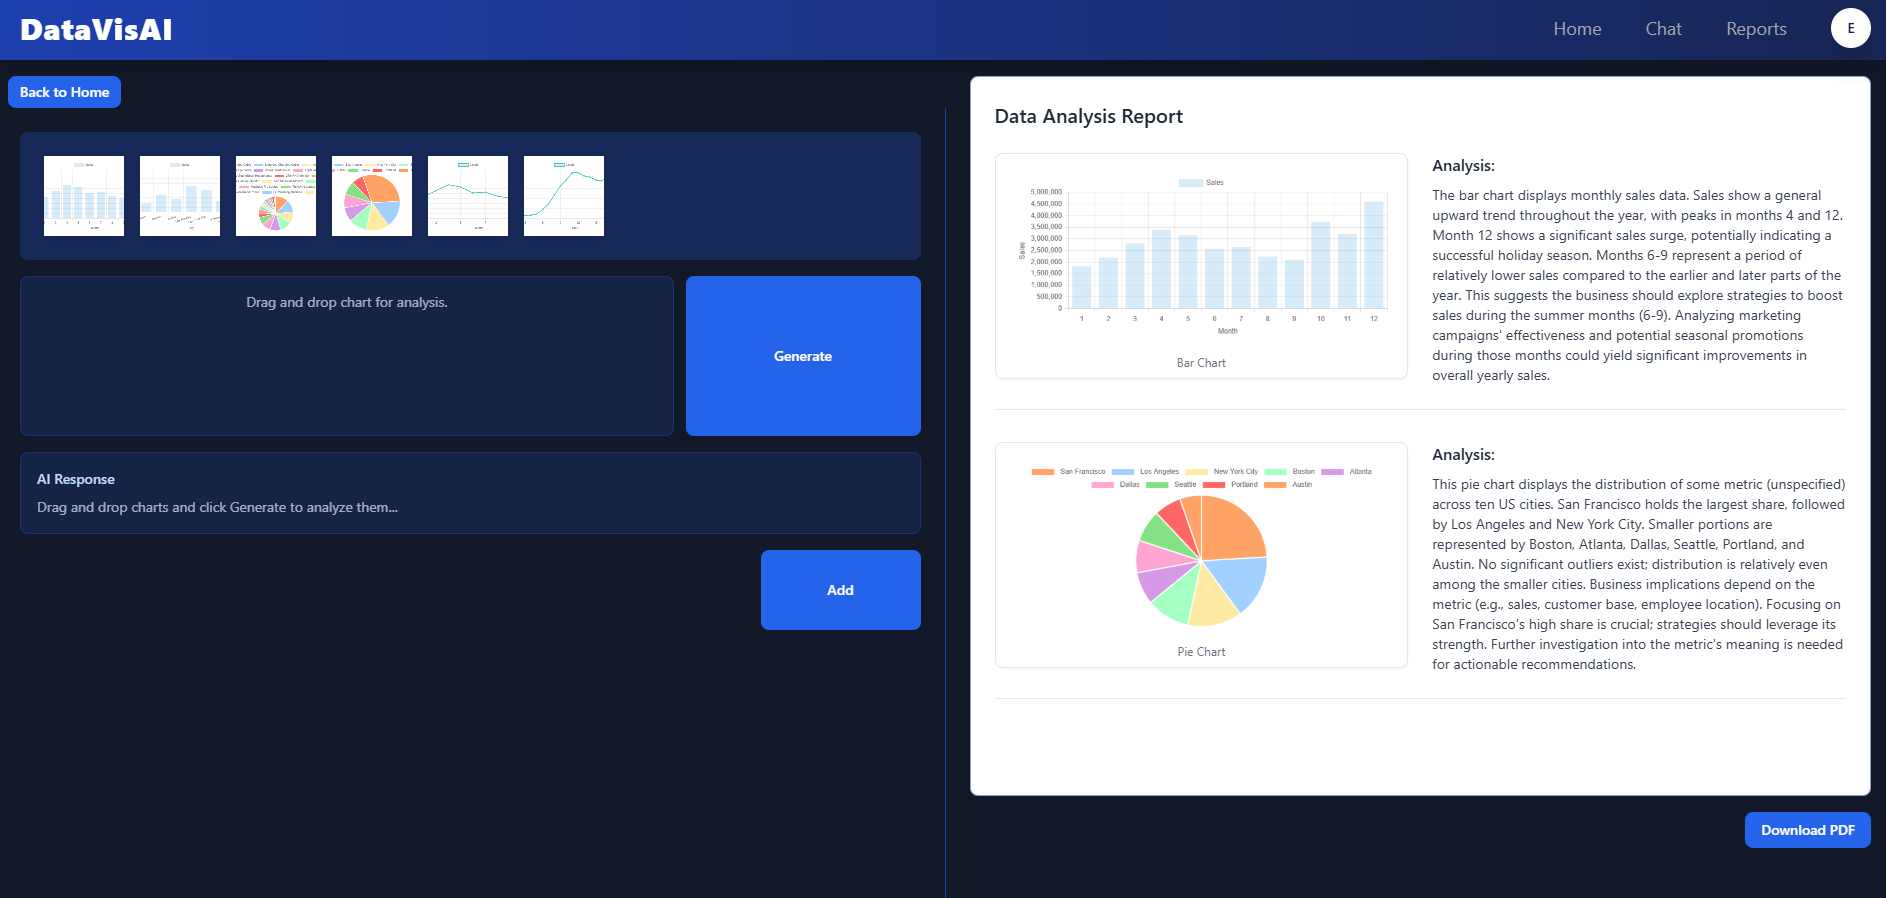 DataVisAI
Home
Chat
Reports
E
Back to Home
Drag and drop chart for analysis.
Generate
AI Response
Drag and drop charts and click Generate to analyze them...
Add
Data Analysis Report
Sales
5,000,000
4,500,000
4,000,000
3,500,000
3,000,000
2,500,000
2,000,000
1,500,000
1,000,000
500,000
0
Sales
1 2 3 4 5 6 7 8 9 10 11 12
Month
Bar Chart
Analysis:
The bar chart displays monthly sales data. Sales show a general
upward trend throughout the year, with peaks in months 4 and 12.
Month 12 shows a significant sales surge, potentially indicating a
successful holiday season. Months 6-9 represent a period of
relatively lower sales compared to the earlier and later parts of the
year. This suggests the business should explore strategies to boost
sales during the summer months (6-9). Analyzing marketing
campaigns' effectiveness and potential seasonal promotions
during those months could yield significant improvements in
overall yearly sales.
San Francisco Los Angeles New York City Boston Atlanta
Dallas Seattle Portland Austin
Pie Chart
Analysis:
This pie chart displays the distribution of some metric (unspecified)
across ten US cities. San Francisco holds the largest share, followed
by Los Angeles and New York City. Smaller portions are
represented by Boston, Atlanta, Dallas, Seattle, Portland, and
Austin. No significant outliers exist; distribution is relatively even
among the smaller cities. Business implications depend on the
metric (e.g., sales, customer base, employee location). Focusing on
San Francisco's high share is crucial; strategies should leverage its
strength. Further investigation into the metric's meaning is needed
for actionable recommendations.
Download PDF